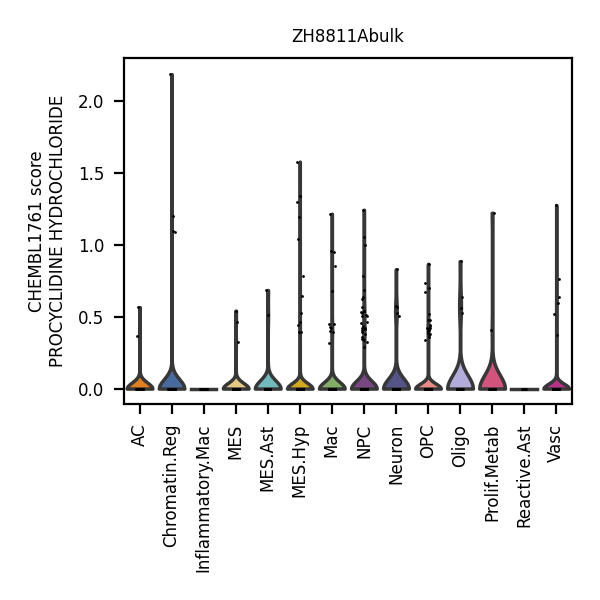 ZH8811Abulk
CHEMBL1761 score
PROCYCLIDINE HYDROCHLORIDE
2.0
1.5
1.0
0.5
0.0
AC
Chromatin.Reg
Inflammatory.Mac
MES
MES.Ast
MES.Hyp
Mac
NPC
Neuron
OPC
Oligo
Prolif.Metab
Reactive.Ast
Vasc